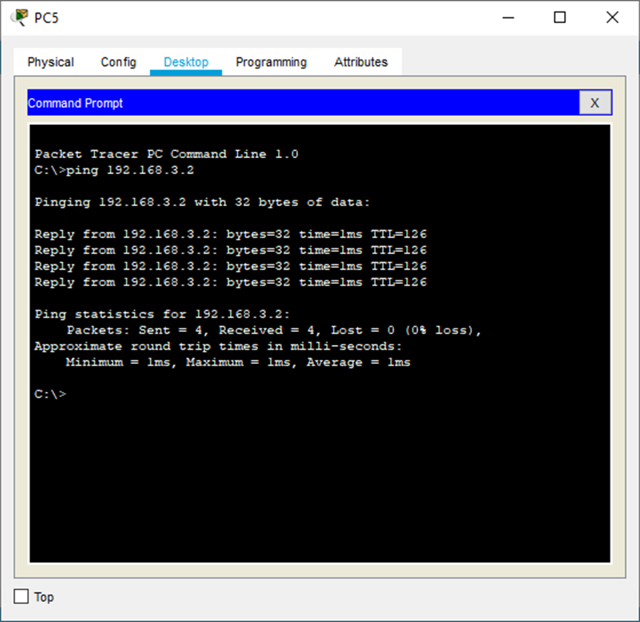 PC5
Physical Config Desktop Programming Attributes
Command Prompt
X
Packet Tracer PC Command Line 1.0
C:\>ping 192.168.3.2
Pinging 192.168.3.2 with 32 bytes of data:
Reply from 192.168.3.2: bytes=32 time=1ms TTL=126
Reply from 192.168.3.2: bytes=32 time=1ms TTL=126
Reply from 192.168.3.2: bytes=32 time=1ms TTL=126
Reply from 192.168.3.2: bytes=32 time=1ms TTL=126
Ping statistics for 192.168.3.2:
Packets: Sent = 4, Received = 4, Lost = 0 (0% loss),
Approximate round trip times in milli-seconds:
Minimum = 1ms, Maximum = 1ms, Average = 1ms
C:\>
Top